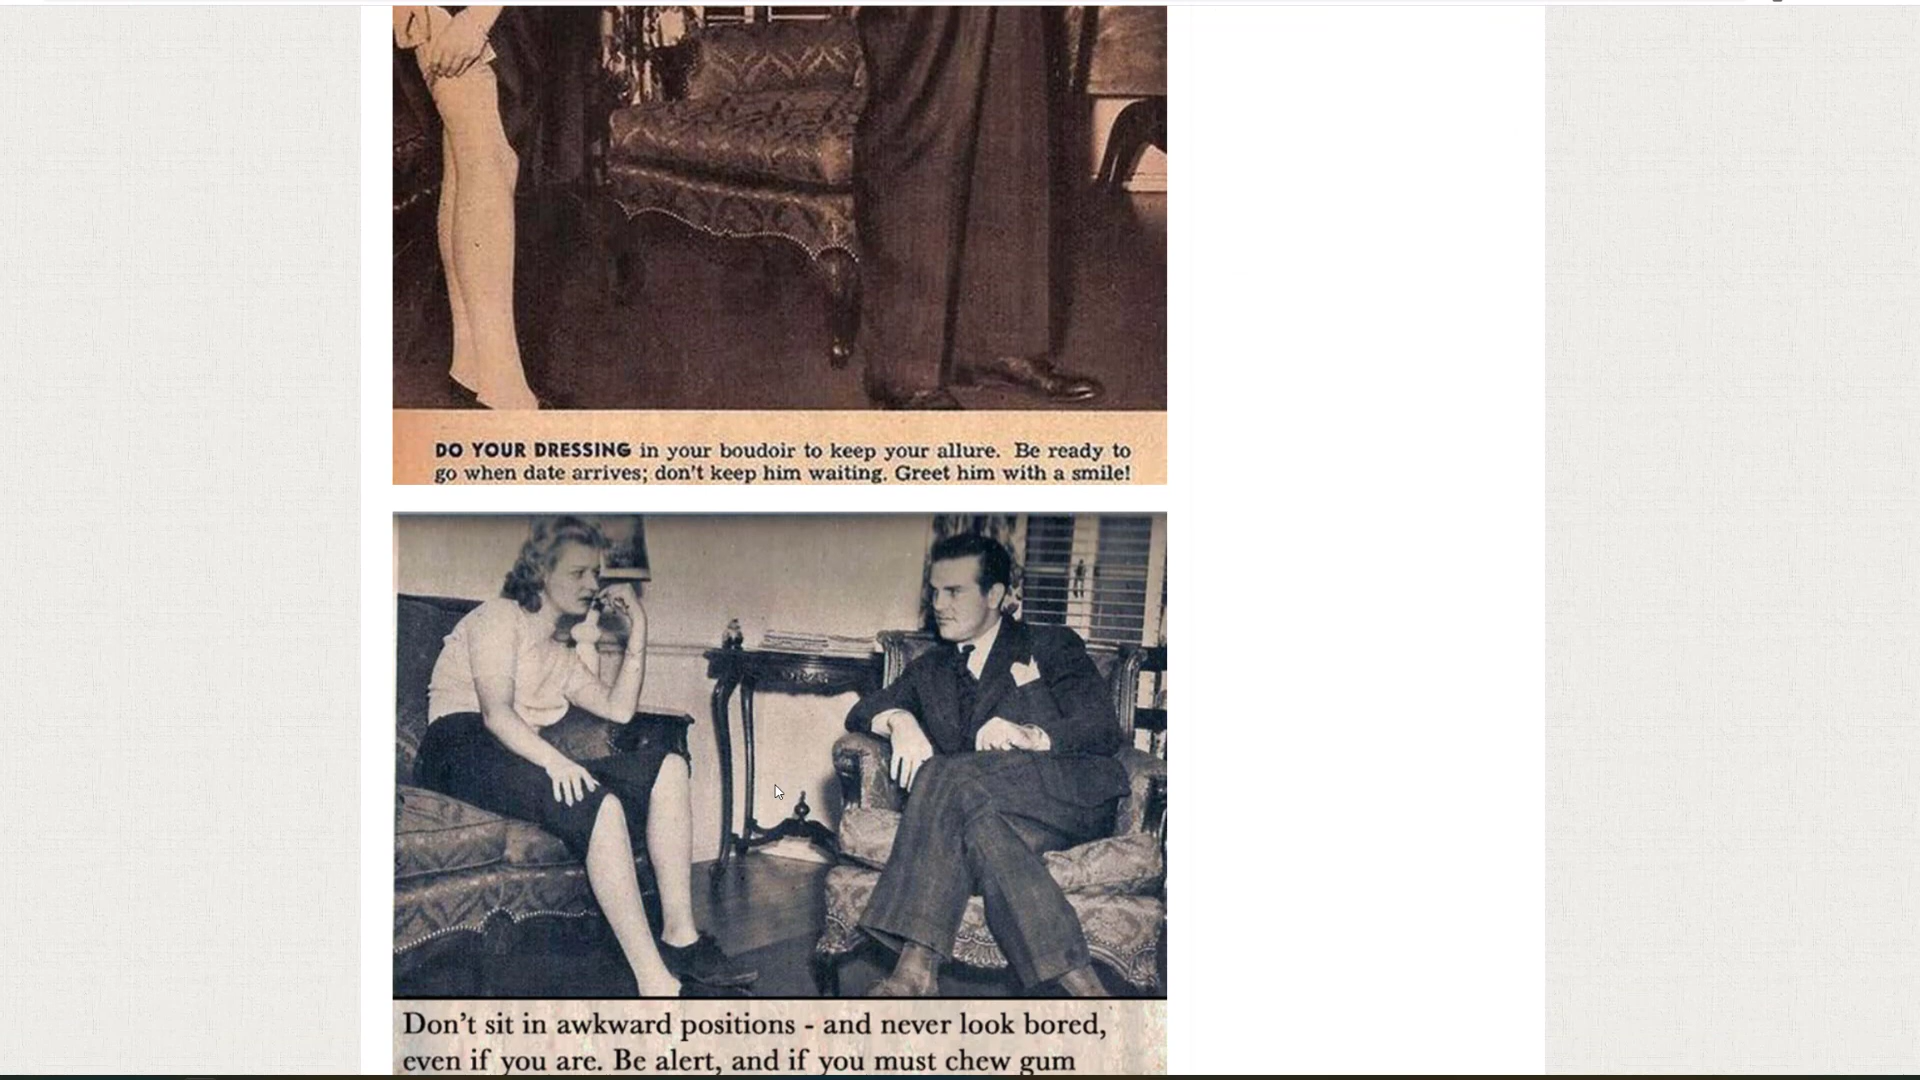 DO YOUR DRESSING in your boudoir to keep your allure. Be ready to
go when date arrives; don't keep him waiting. Greet him with a smile!
Don't sit in awkward positions - and never look bored,
even if you are. Be alert, and if you must chew gum